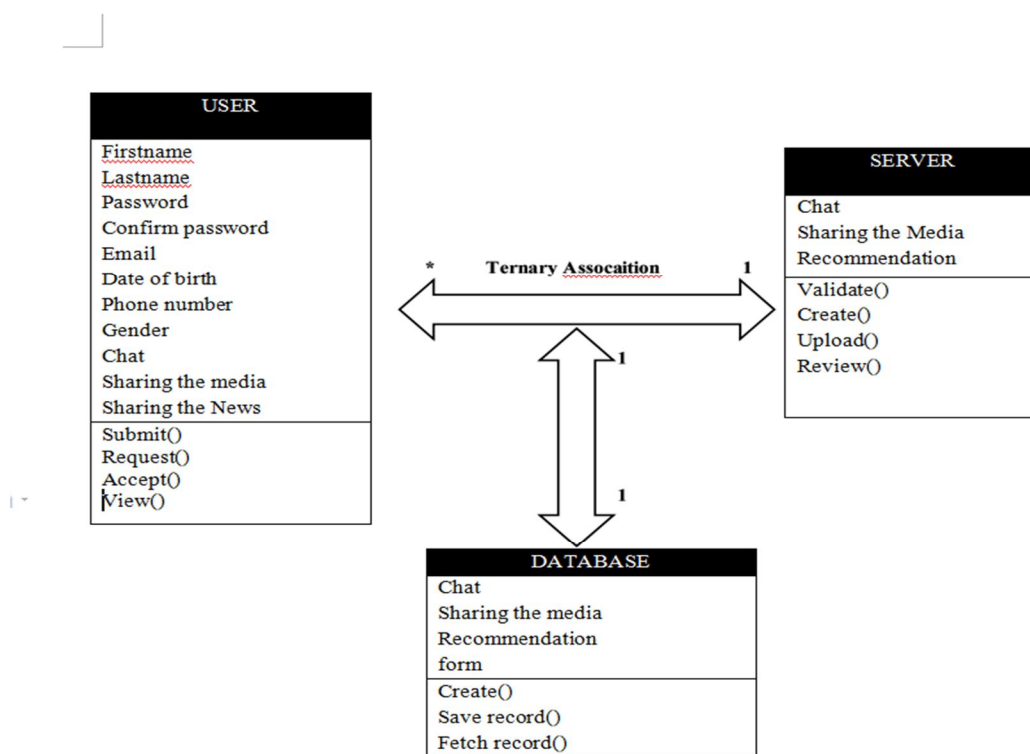 USER
Firstname
Lastname
Password
Confirm password
Email
Date of birth
Phone number
Gender
Chat
Sharing the media
Sharing the News
Submit()
Request()
Accept()
View()
* Ternary Assocaition 1
1
1
SERVER
Chat
Sharing the Media
Recommendation
Validate()
Create()
Upload()
Review()
DATABASE
Chat
Sharing the media
Recommendation
form
Create()
Save record()
Fetch record()